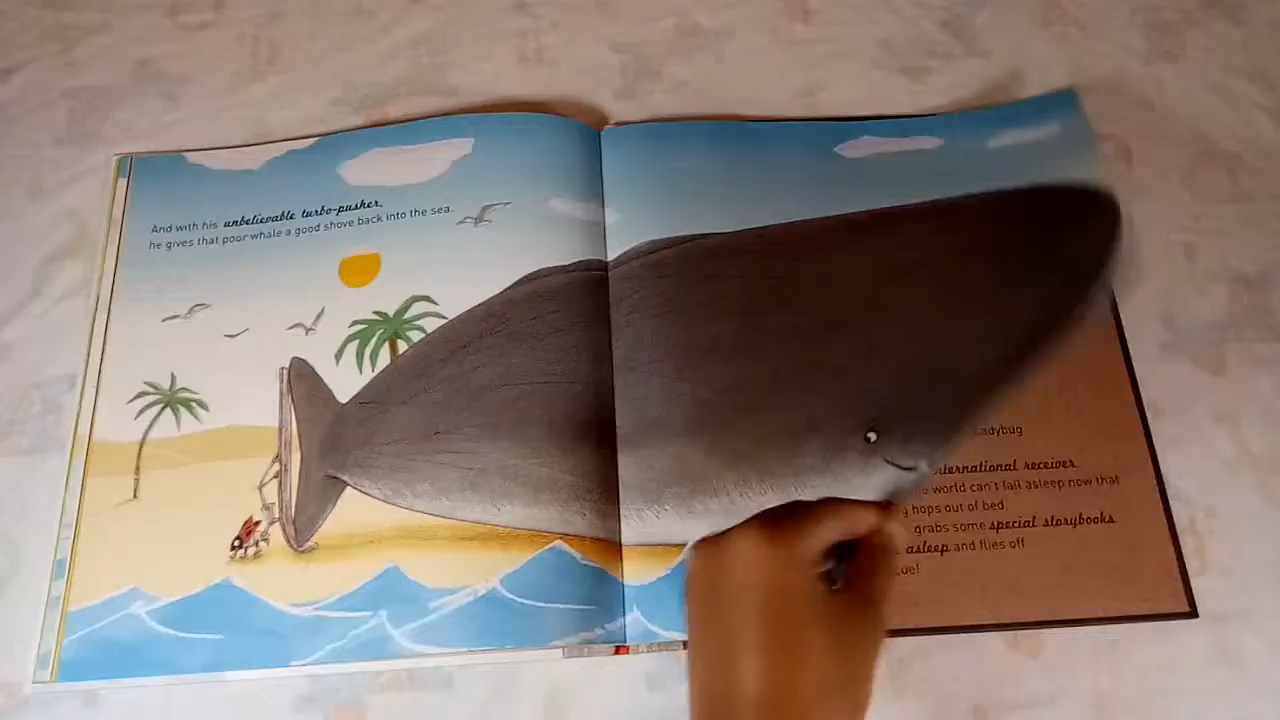 And with his unbelievable turbo-pusher,
he gives that poor whale a good shove back into the sea.
Ladybug
international receiver
world can't fall asleep now that
hops out of bed.
grabs some special storybooks
asleep and flies off